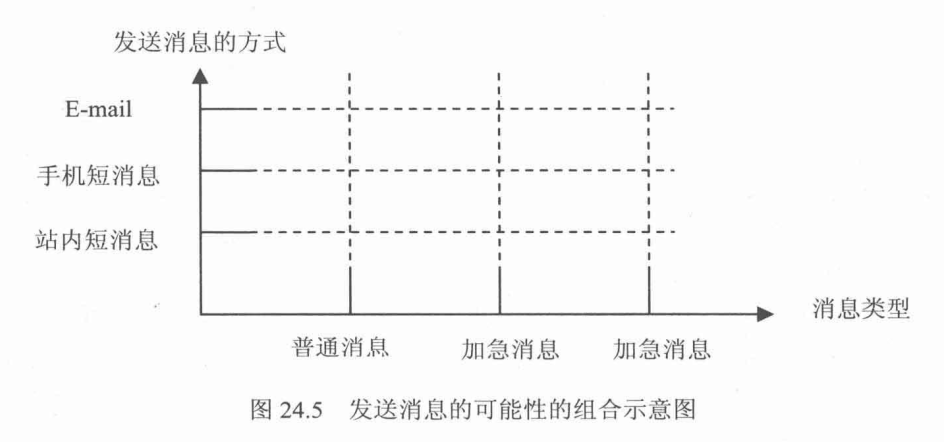 发送消息的方式
E-mail
手机短消息
站内短消息
消息类型
普通消息 加急消息 加急消息
图 24.5 发送消息的可能性的组合示意图